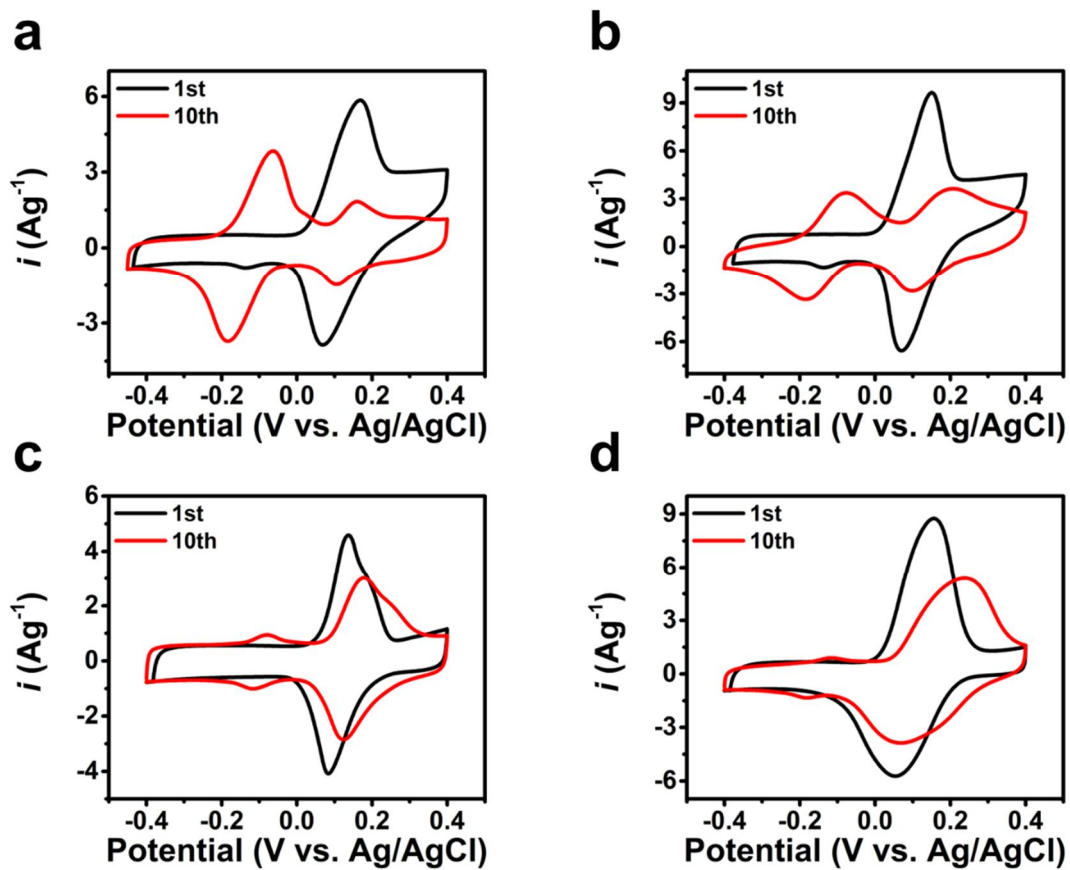 a
1st
10th
6
3
0
-3
i (Ag⁻¹)
-0.4 -0.2 0.0 0.2 0.4
Potential (V vs. Ag/AgCl)
b
1st
10th
9
6
3
0
-3
-6
i (Ag⁻¹)
-0.4 -0.2 0.0 0.2 0.4
Potential (V vs. Ag/AgCl)
c
1st
10th
6
4
2
0
-2
-4
i (Ag⁻¹)
-0.4 -0.2 0.0 0.2 0.4
Potential (V vs. Ag/AgCl)
d
1st
10th
9
6
3
0
-3
-6
i (Ag⁻¹)
-0.4 -0.2 0.0 0.2 0.4
Potential (V vs. Ag/AgCl)